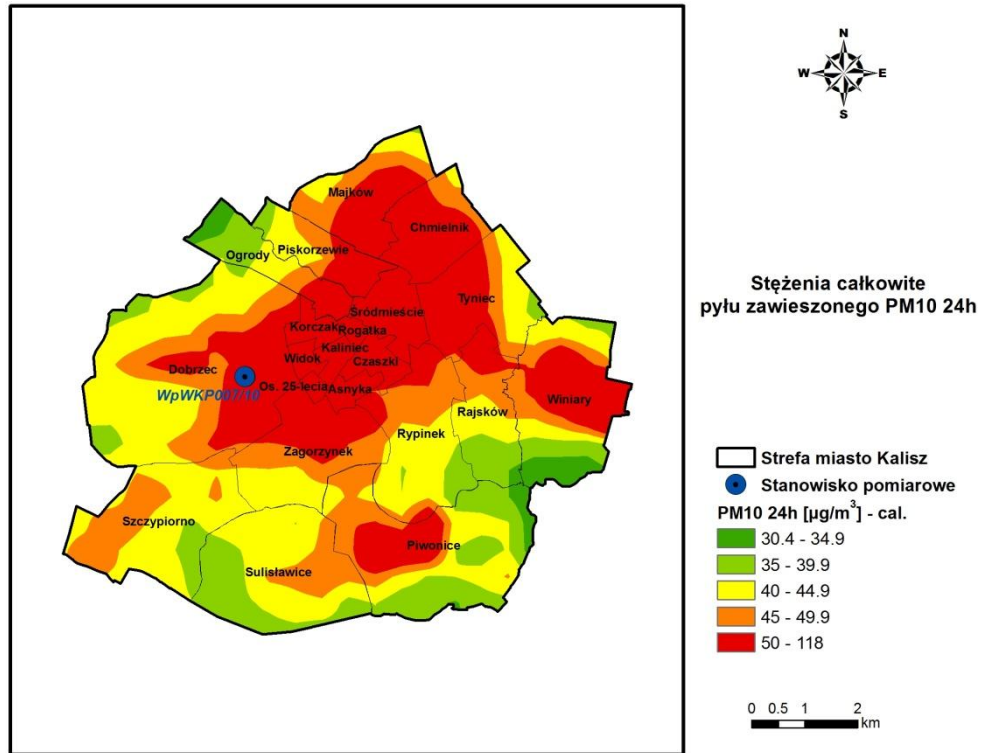 N
W E
S
Majkow
Chmielnik
Ogrody
Piskorzewie
Tyniec
Śródmieście
Korczak
Rogatka
Kaliniec
Widok
Czaszki
Dobrzec
Os. 25-lecia
Asnyka
WpWKP007/10
Winiary
Rajsków
Rypinek
Zagorzynek
Szczypiorno
Piwonice
Sulisławice
Stężenia całkowite
pyłu zawieszonego PM10 24h
Strefa miasto Kalisz
Stanowisko pomiarowe
PM10 24h [µg/m³] - cal.
30.4 - 34.9
35 - 39.9
40 - 44.9
45 - 49.9
50 - 118
0 0.5 1 2
km